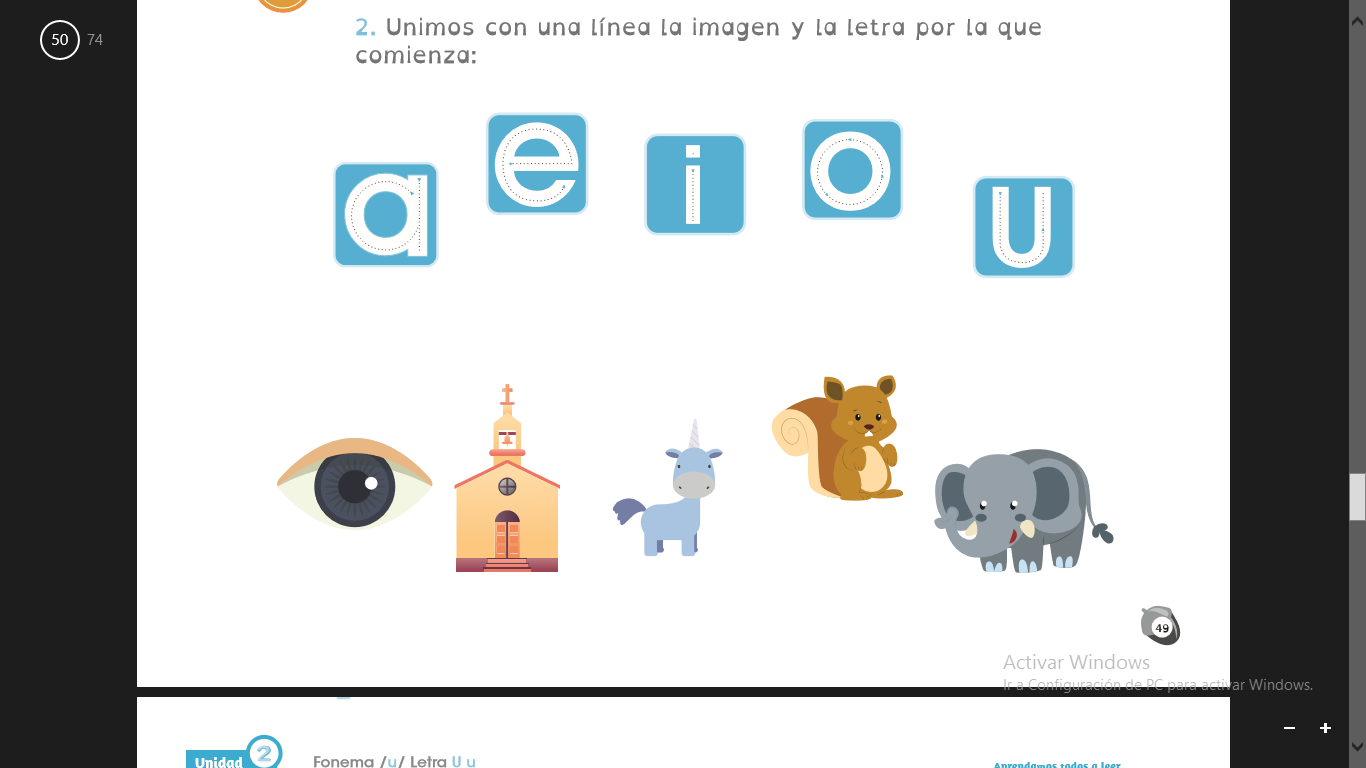 50 74
2. Unimos con una línea la imagen y la letra por la que
comienza:
a e i o u
49
Activar Windows
Ir a Configuración de PC para activar Windows.
Unidad 2
Fonema /u/ Letra U u
Aprendamos todos a leer